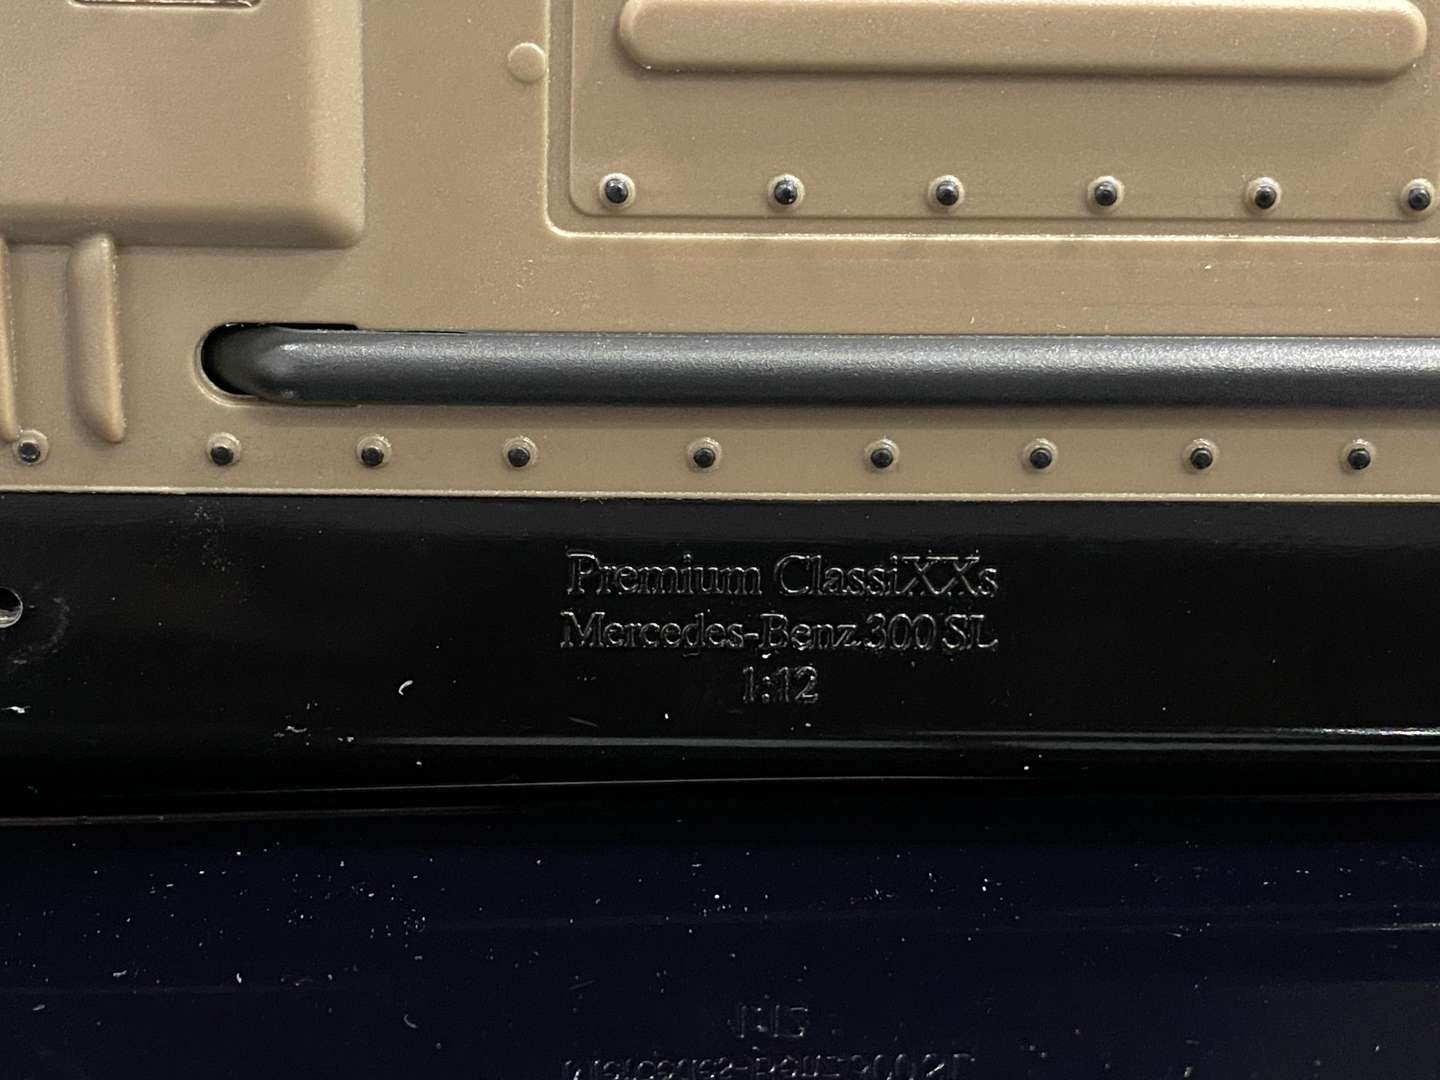 Premium ClassiXXs
Mercedes-Benz 300 SL
1:12